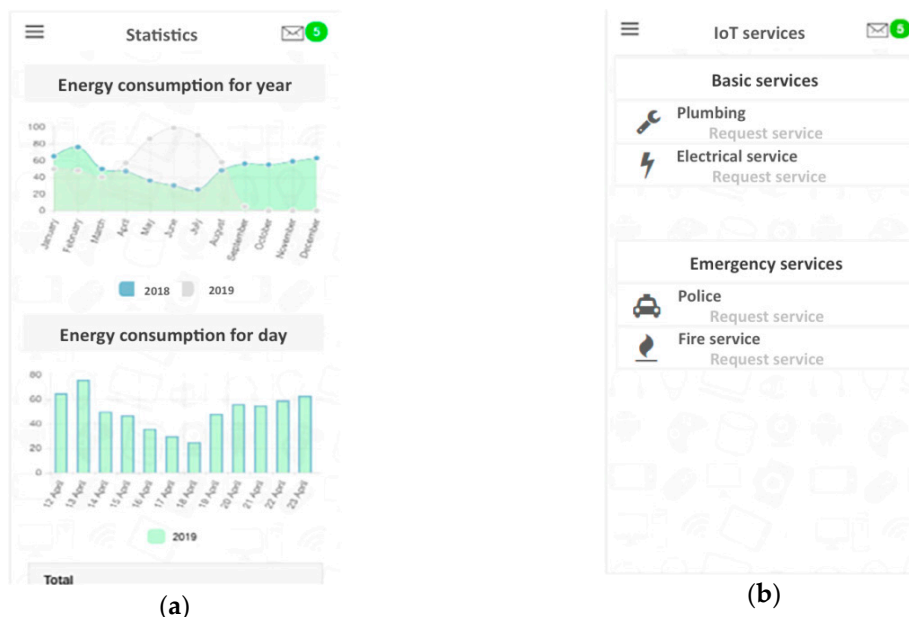 Statistics
5
Energy consumption for year
100
80
60
40
20
0
January
February
March
April
May
June
July
August
September
October
November
December
2018
2019
Energy consumption for day
80
60
40
20
0
12 April
13 April
14 April
15 April
16 April
17 April
18 April
19 April
20 April
21 April
22 April
23 April
2019
Total
(a)
IoT services
5
Basic services
Plumbing
Request service
Electrical service
Request service
Emergency services
Police
Request service
Fire service
Request service
(b)